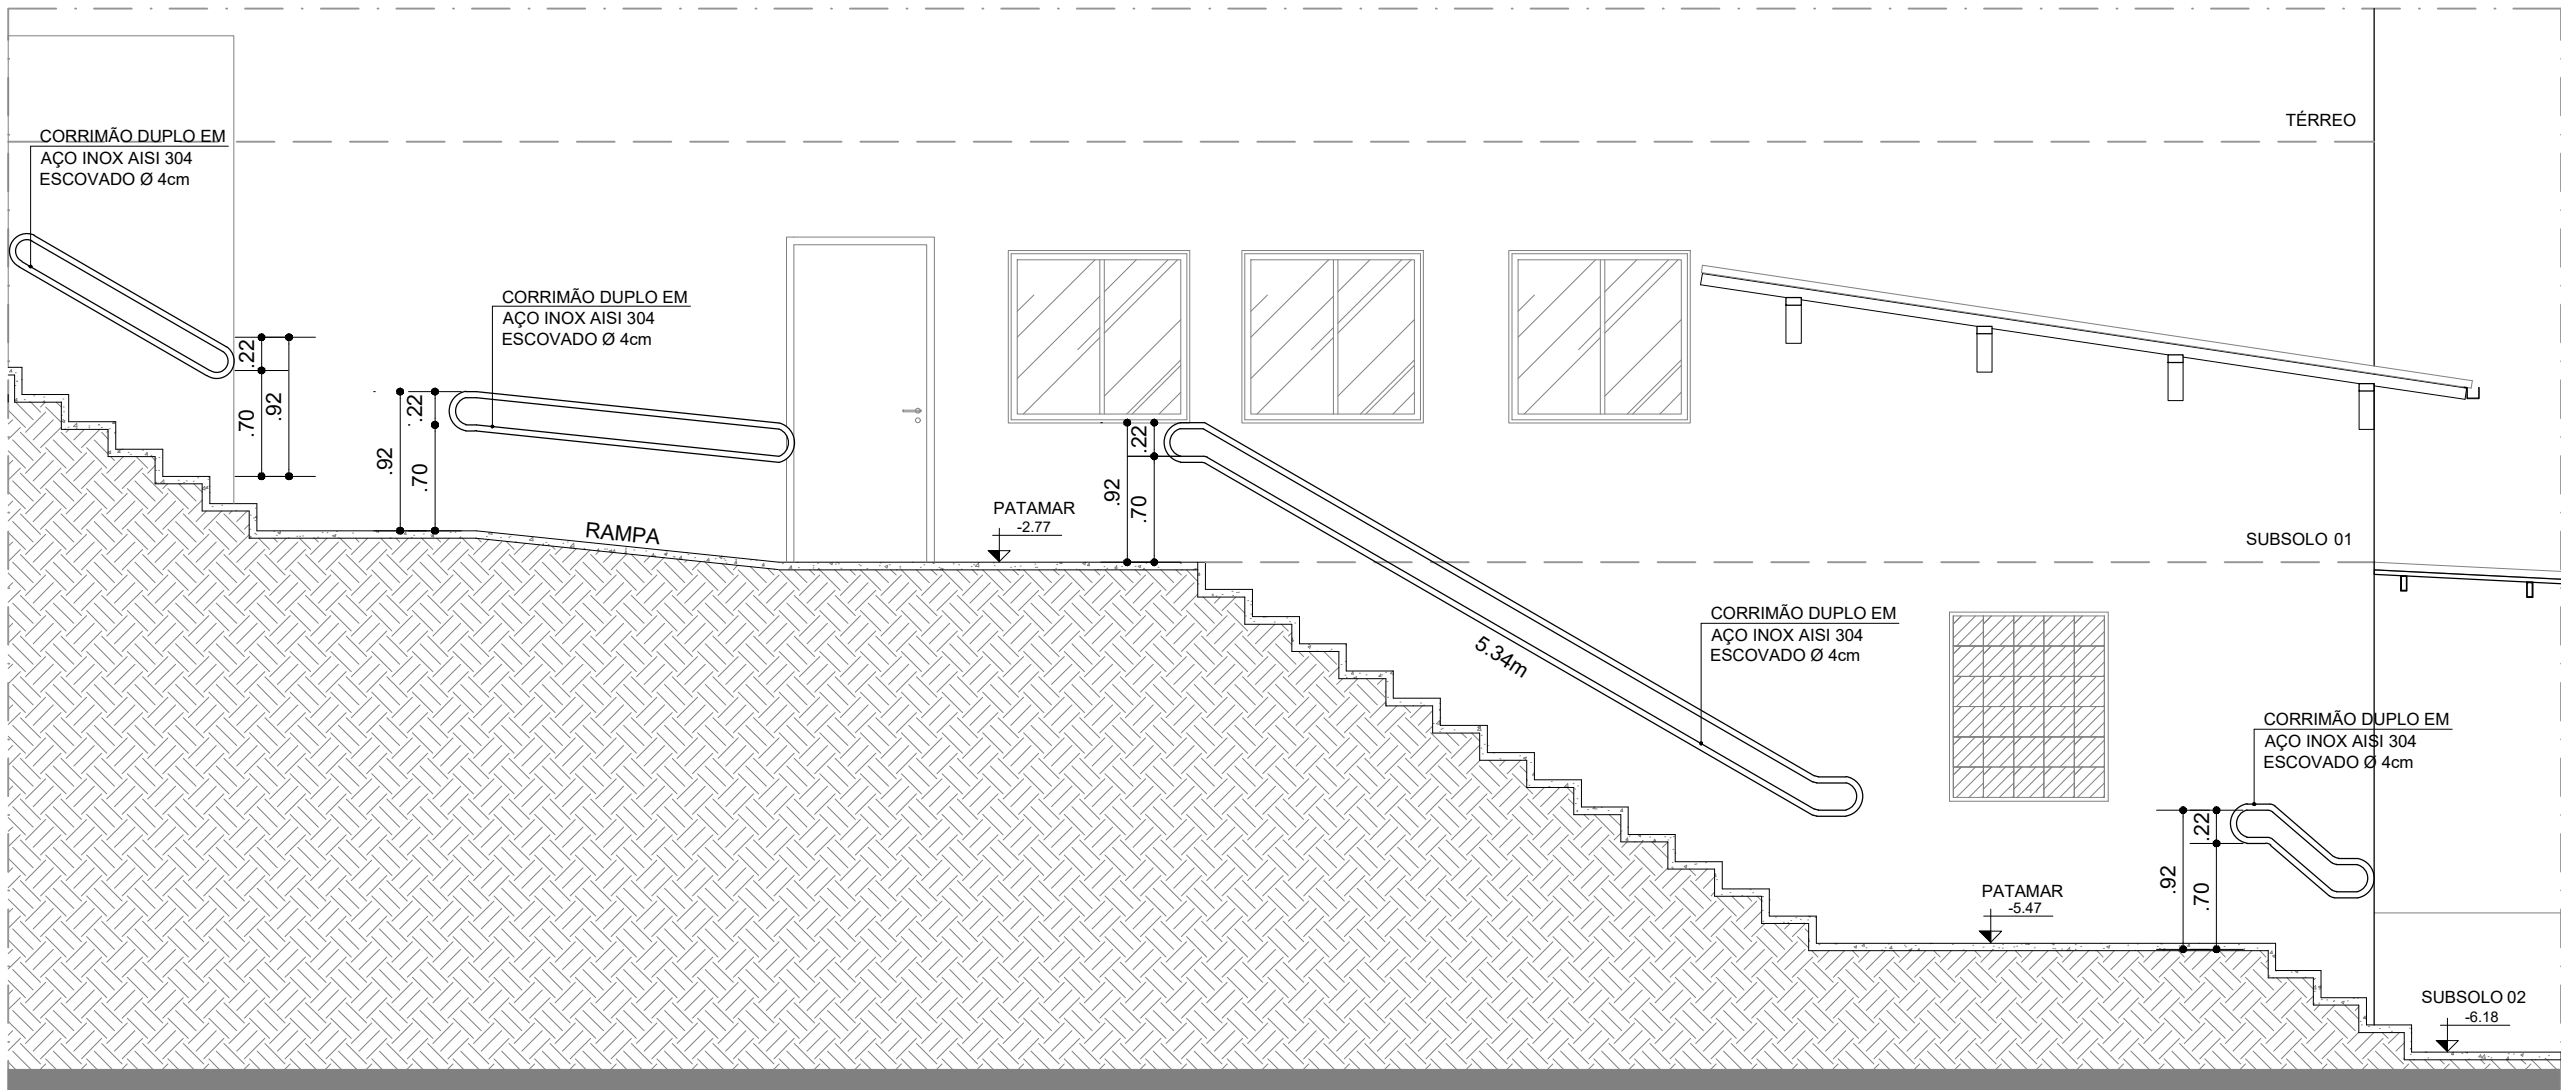 TÉRREO
CORRIMÃO DUPLO EM
AÇO INOX AISI 304
ESCOVADO Ø 4cm
CORRIMÃO DUPLO EM
AÇO INOX AISI 304
ESCOVADO Ø 4cm
.22
.70
.92
.22
.92
.70
RAMPA
.22
.92
.70
PATAMAR
-2.77
SUBSOLO 01
5.34m
CORRIMÃO DUPLO EM
AÇO INOX AISI 304
ESCOVADO Ø 4cm
CORRIMÃO DUPLO EM
AÇO INOX AISI 304
ESCOVADO Ø 4cm
.22
.92
.70
PATAMAR
-5.47
SUBSOLO 02
-6.18